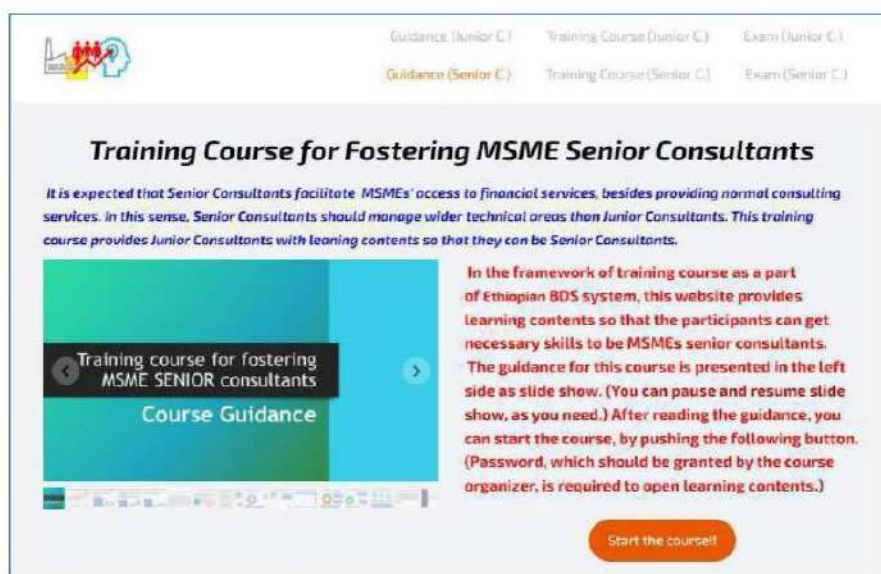 Guidance (Junior C.) Training Course (Junior C.) Exam (Junior C.)
Guidance (Senior C.) Training Course (Senior C.) Exam (Senior C.)
Training Course for Fostering MSME Senior Consultants
It is expected that Senior Consultants facilitate MSMEs' access to financial services, besides providing normal consulting
services. In this sense, Senior Consultants should manage wider technical areas than Junior Consultants. This training
course provides Junior Consultants with leaning contents so that they can be Senior Consultants.
Training course for fostering
MSME SENIOR consultants
Course Guidance
In the framework of training course as a part
of Ethiopian BDS system, this website provides
learning contents so that the participants can get
necessary skills to be MSMEs senior consultants.
The guidance for this course is presented in the left
side as slide show. (You can pause and resume slide
show, as you need.) After reading the guidance, you
can start the course, by pushing the following button.
(Password, which should be granted by the course
organizer, is required to open learning contents.)
Start the course!!